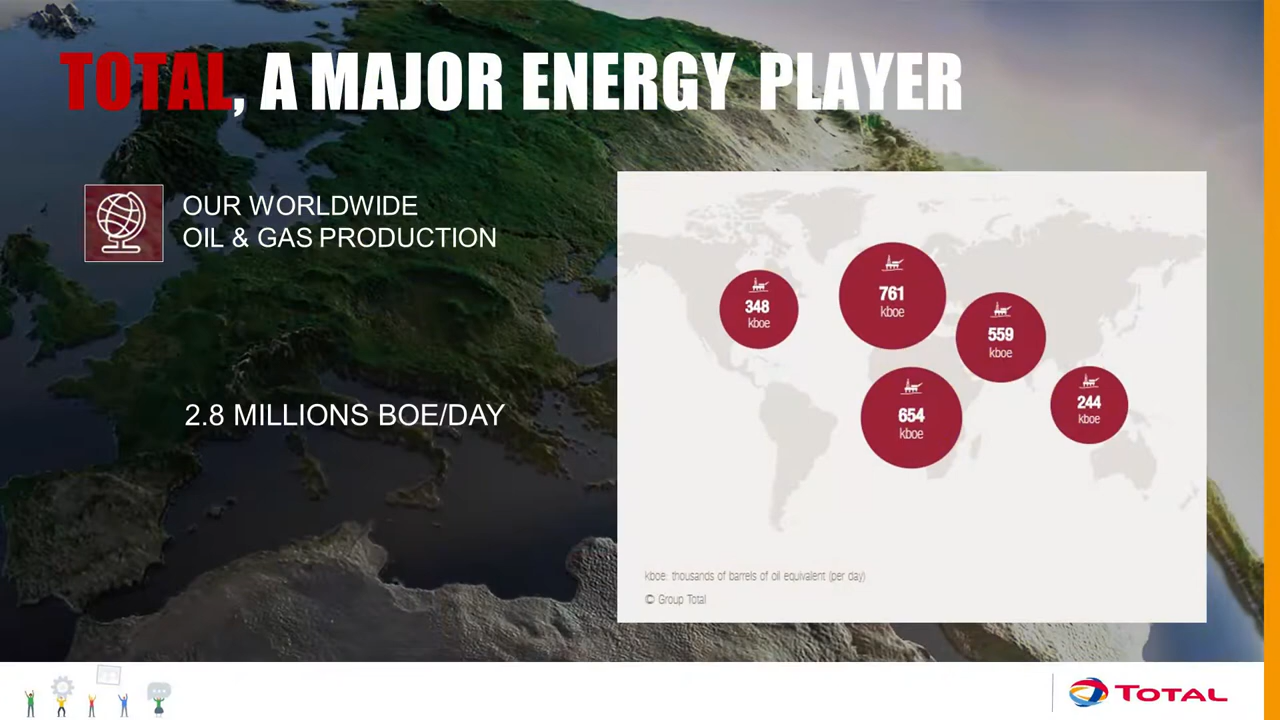 TOTAL, A MAJOR ENERGY PLAYER
OUR WORLDWIDE
OIL & GAS PRODUCTION
2.8 MILLIONS BOE/DAY
348
kboe
761
kboe
559
kboe
654
kboe
244
kboe
kboe: thousands of barrels of oil equivalent (per day)
© Group Total
TOTAL